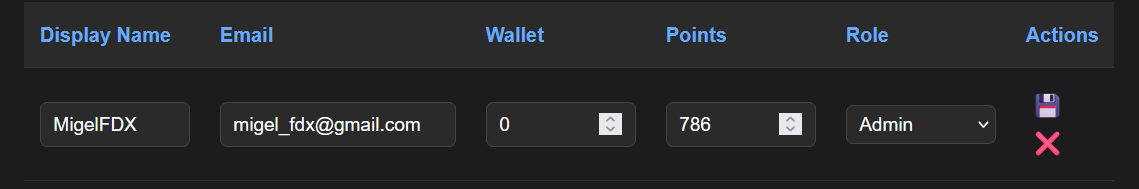 Display Name Email Wallet Points Role Actions
MigelFDX migel_fdx@gmail.com 0 786 Admin